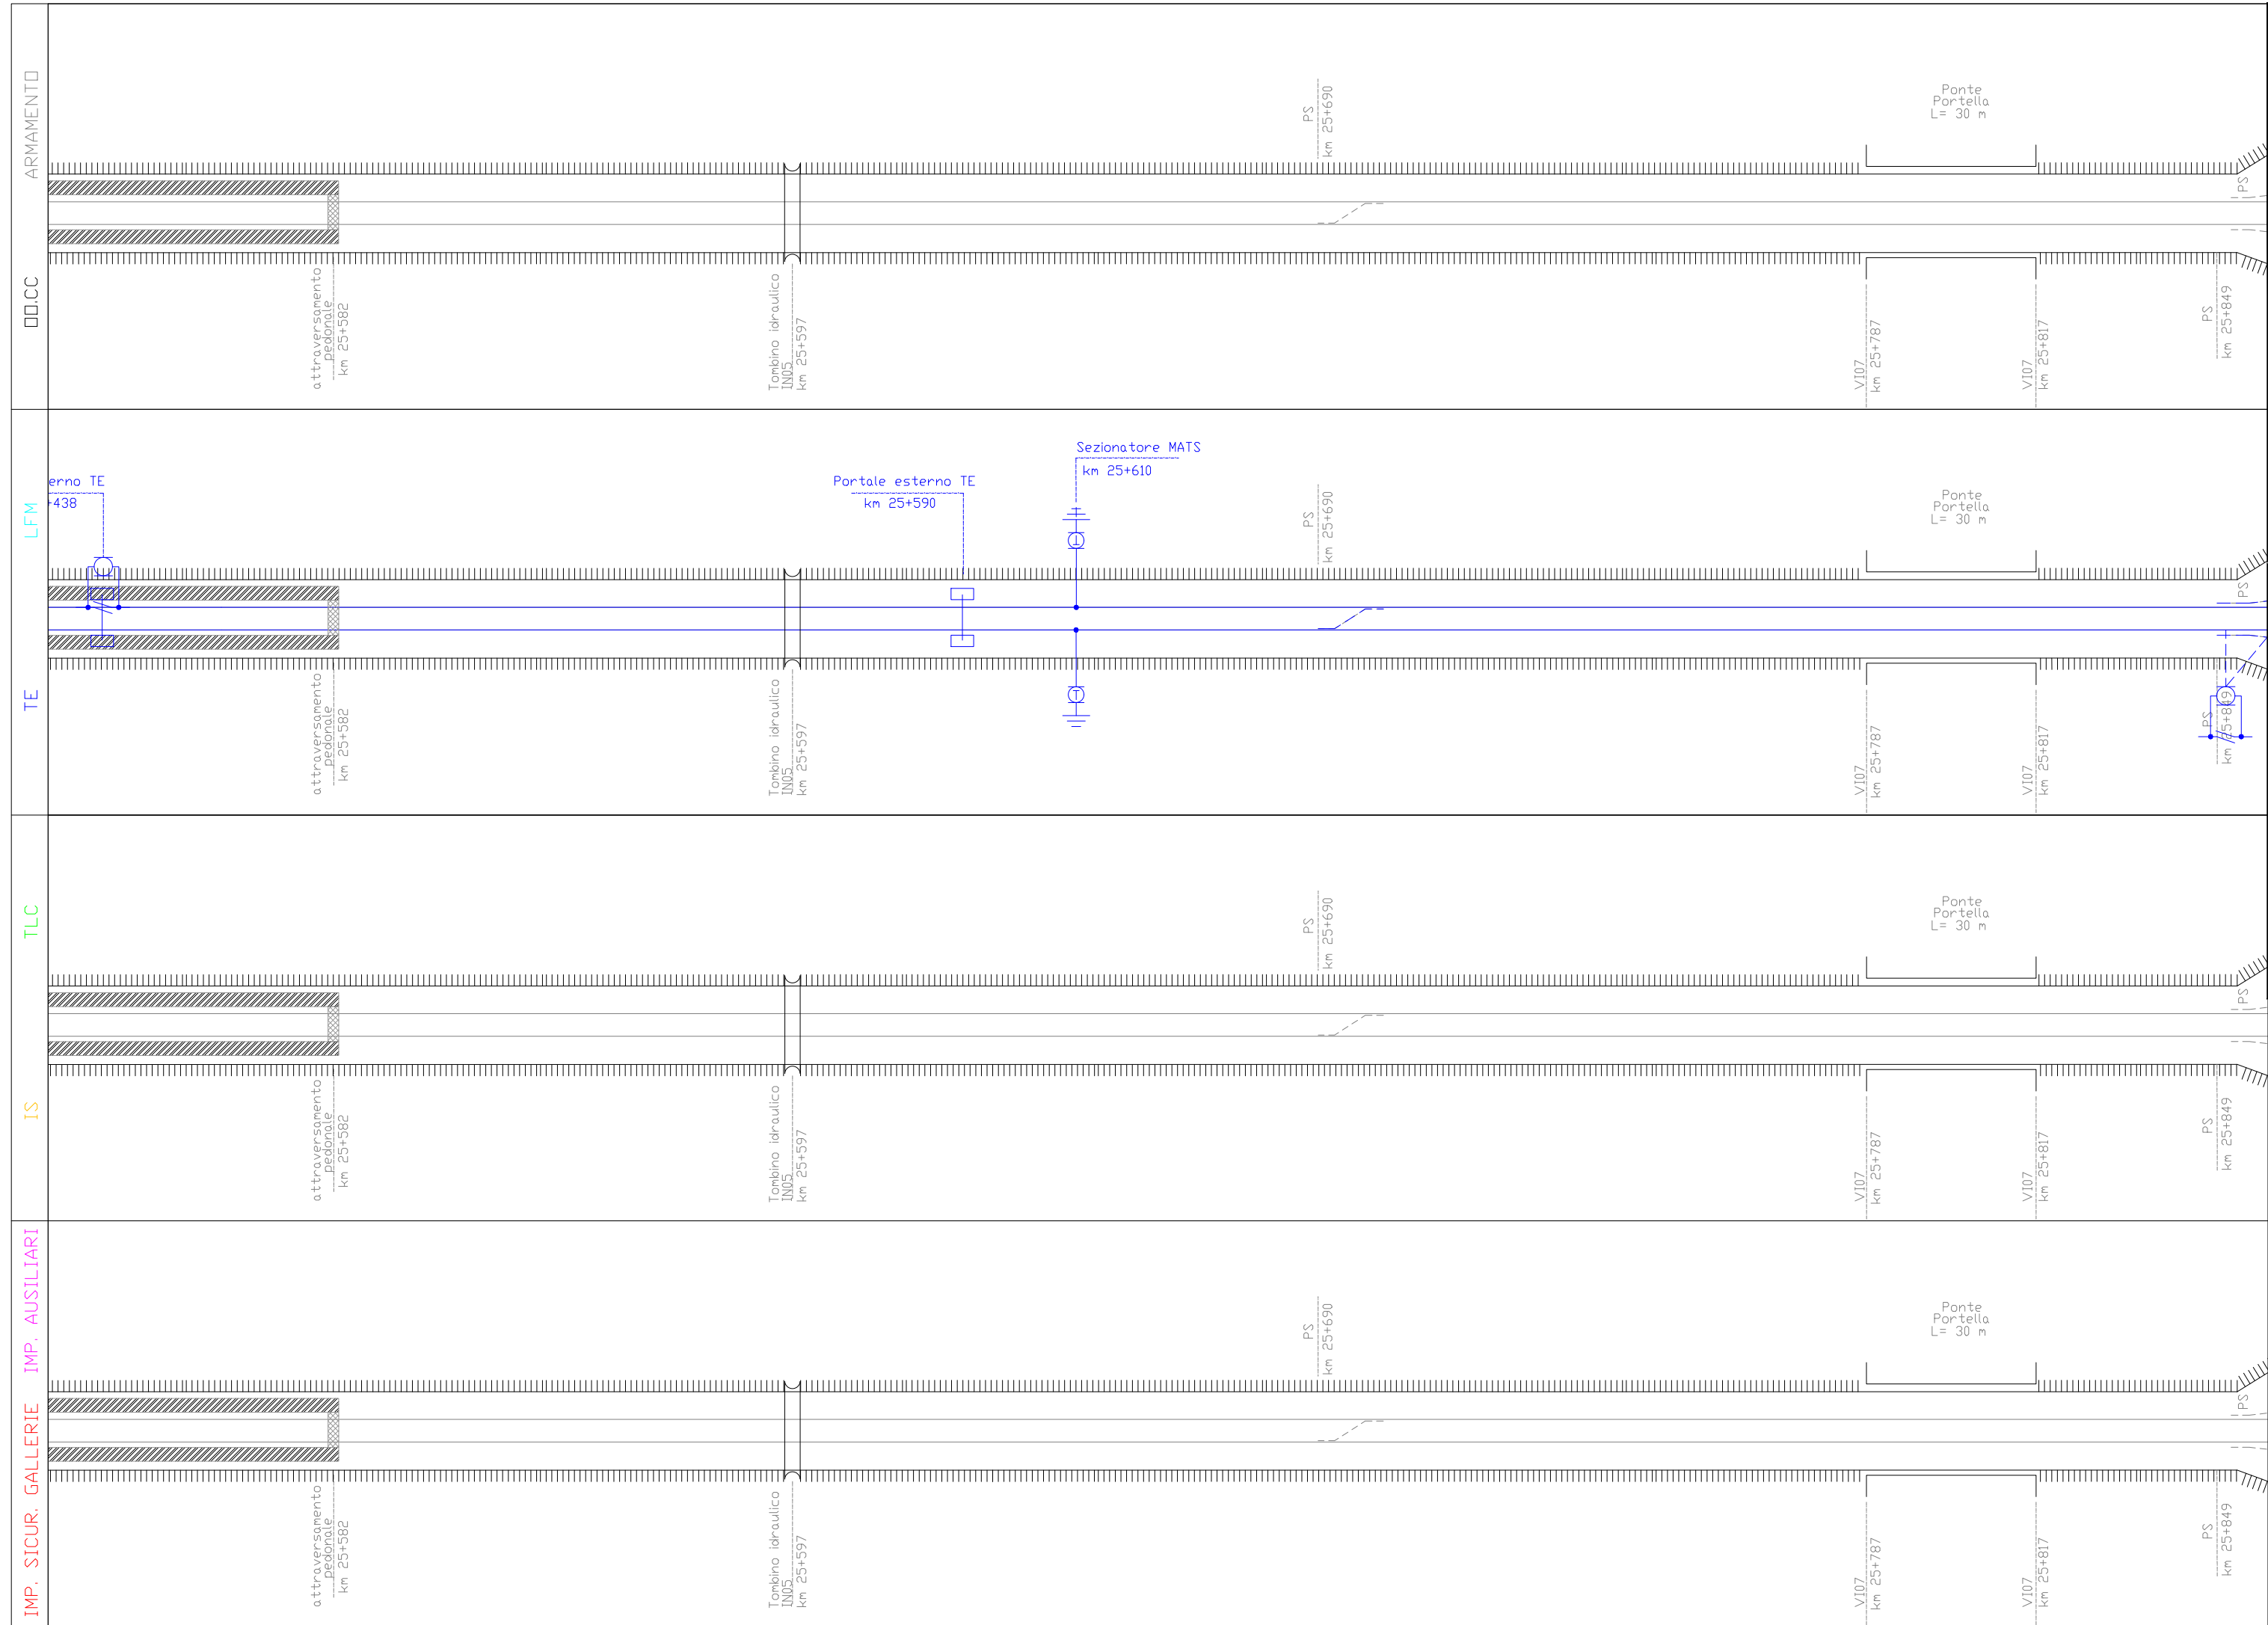 ARMAMENTO
□□.CC
PS
km 25+690
Ponte
Portella
L= 30 m
PS
attraversamento
pedonale
km 25+582
Tombino idraulico
IN05
km 25+597
VI07
km 25+787
VI07
km 25+817
PS
km 25+849
LFM
TE
erno TE
+438
Portale esterno TE
km 25+590
Sezionatore MATS
km 25+610
T
T
PS
km 25+690
Ponte
Portella
L= 30 m
PS
attraversamento
pedonale
km 25+582
Tombino idraulico
IN05
km 25+597
VI07
km 25+787
VI07
km 25+817
PS
km 25+849
TLC
IS
PS
km 25+690
Ponte
Portella
L= 30 m
PS
attraversamento
pedonale
km 25+582
Tombino idraulico
IN05
km 25+597
VI07
km 25+787
VI07
km 25+817
PS
km 25+849
IMP. AUSILIARI
IMP. SICUR. GALLERIE
PS
km 25+690
Ponte
Portella
L= 30 m
PS
attraversamento
pedonale
km 25+582
Tombino idraulico
IN05
km 25+597
VI07
km 25+787
VI07
km 25+817
PS
km 25+849